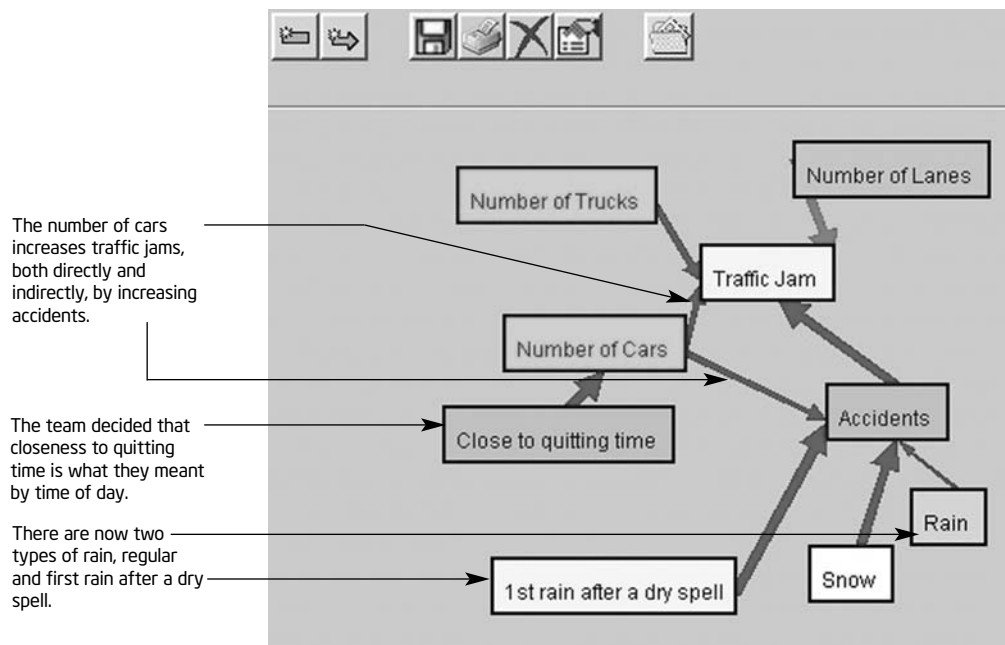 Number of Lanes
Number of Trucks
The number of cars
increases traffic jams,
both directly and
indirectly, by increasing
accidents.
Traffic Jam
Number of Cars
Accidents
The team decided that
closeness to quitting
time is what they meant
by time of day.
Close to quitting time
There are now two
types of rain, regular
and first rain after a dry
spell.
Rain
Snow
1st rain after a dry spell